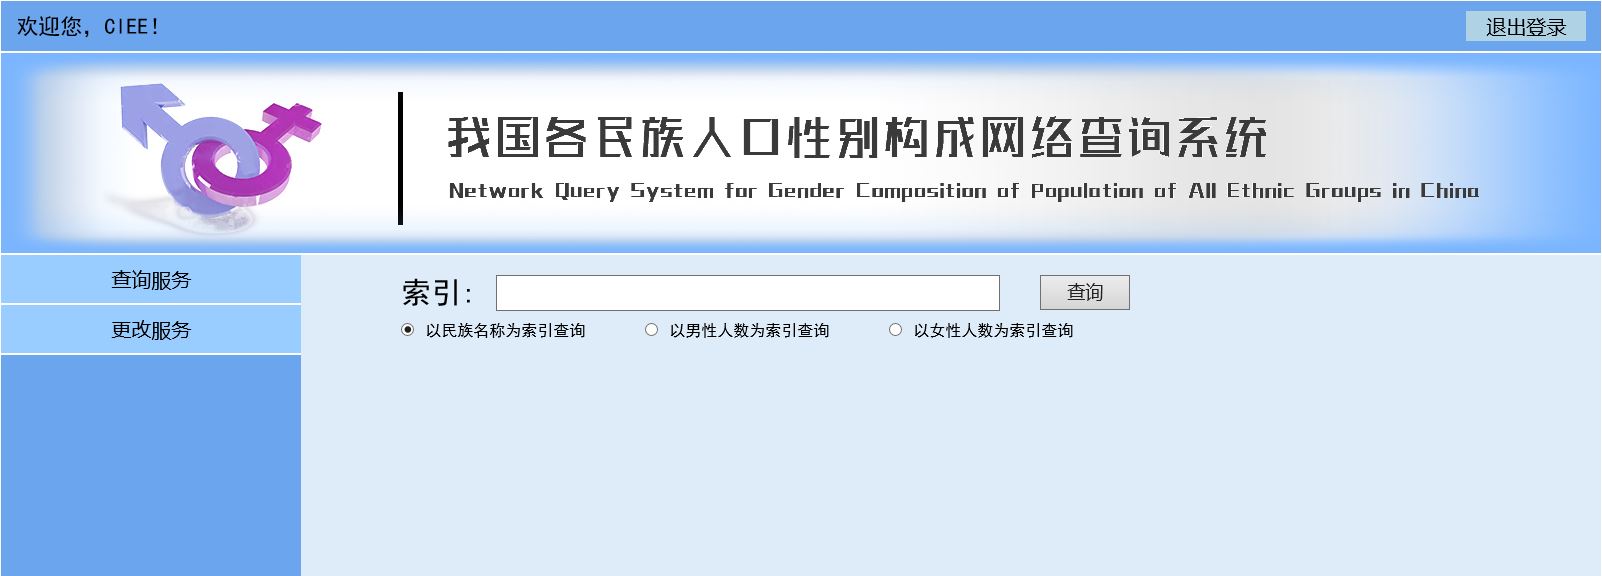 欢迎您，CIEE！
退出登录
我国各民族人口性别构成网络查询系统
Network Query System for Gender Composition of Population of All Ethnic Groups in China
查询服务
更改服务
索引：
查询
以民族名称为索引查询
以男性人数为索引查询
以女性人数为索引查询